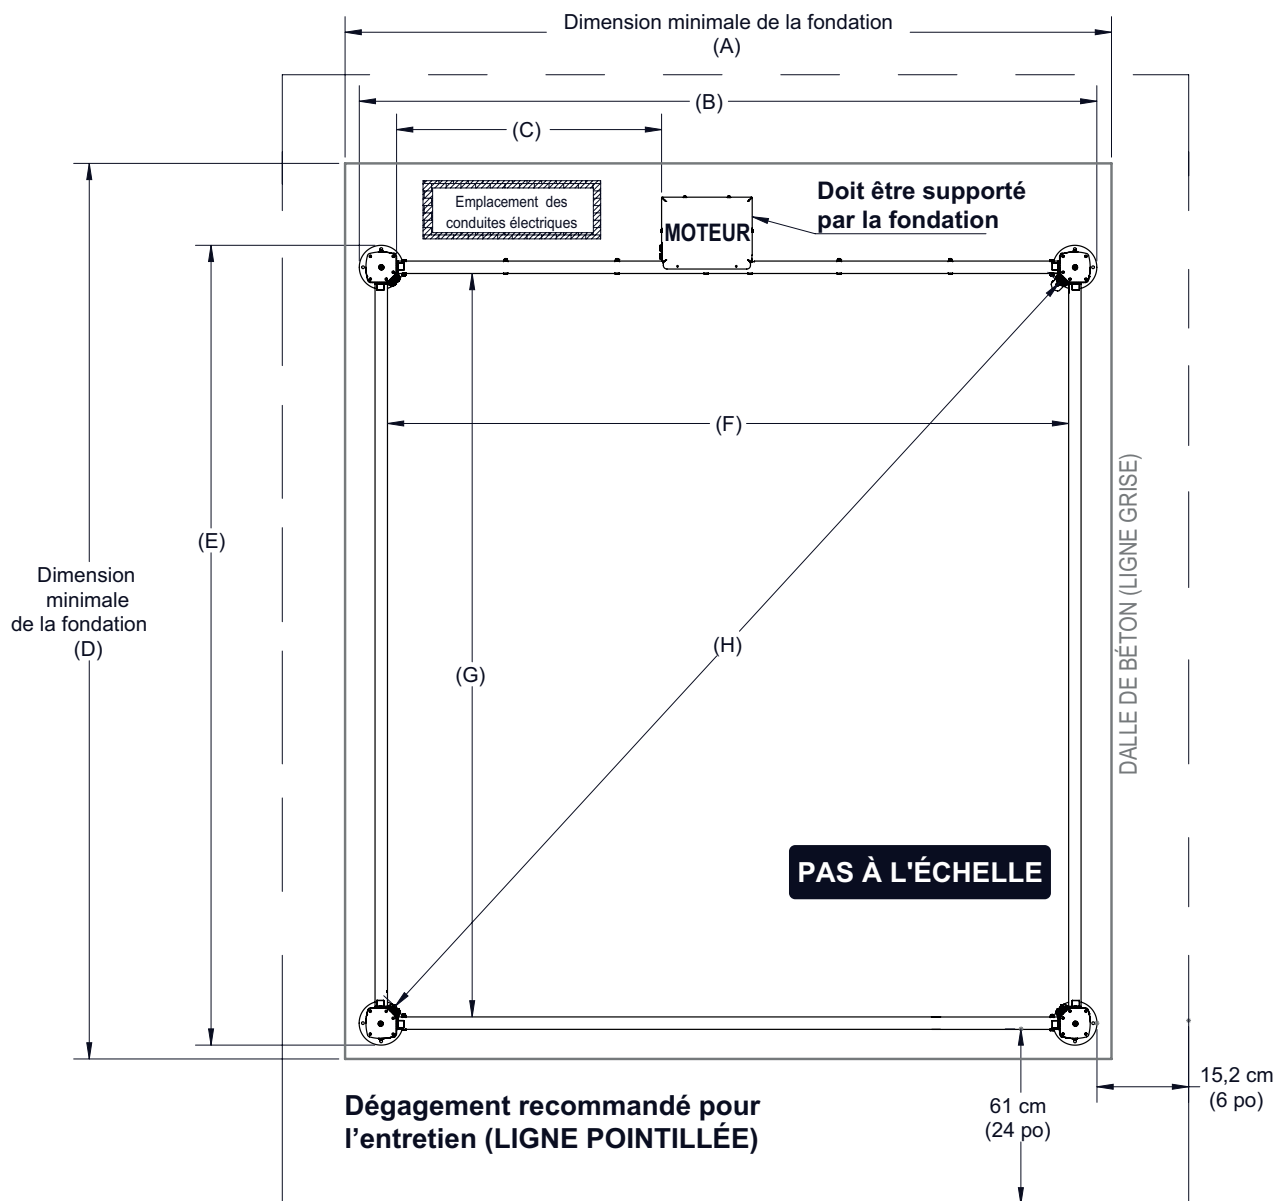 Dimension minimale de la fondation
(A)
(B)
(C)
Emplacement des
conduites électriques
MOTEUR
Doit être supporté
par la fondation
(F)
(E)
Dimension
minimale
de la fondation
(D)
(H)
(G)
DALLE DE BÉTON (LIGNE GRISE)
PAS À L'ÉCHELLE
Dégagement recommandé pour
l’entretien (LIGNE POINTILLÉE)
61 cm
(24 po)
15,2 cm
(6 po)